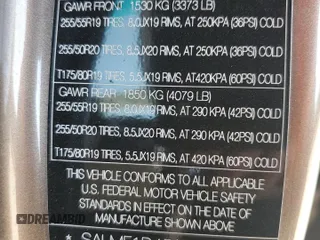 GAWR FRONT 1530 KG (3373 LB)
255/55R19 TIRES, 8.0JX19 RIMS, AT 250KPA (36PSI) COLD
255/50R20 TIRES, 8.5JX20 RIMS, AT 250KPA (36PSI) COLD
T175/80R19 TIRES, 5.5JX19 RIMS, AT420KPA (60PSI) COLD
GAWR REAR 1850 KG (4079 LB)
255/55R19 TIRES, 8.0JX19 RIMS, AT 290 KPA (42PSI) COLD
255/50R20 TIRES, 8.5JX20 RIMS, AT 290 KPA (42PSI) COLD
T175/80R19 TIRES, 5.5JX19 RIMS, AT 420 KPA (60PSI) COLD
THIS VEHICLE CONFORMS TO ALL APPLICABLE
U.S. FEDERAL MOTOR VEHICLE SAFETY
STANDARDS IN EFFECT ON THE DATE OF
MANUFACTURE SHOWN ABOVE
DREAMBID